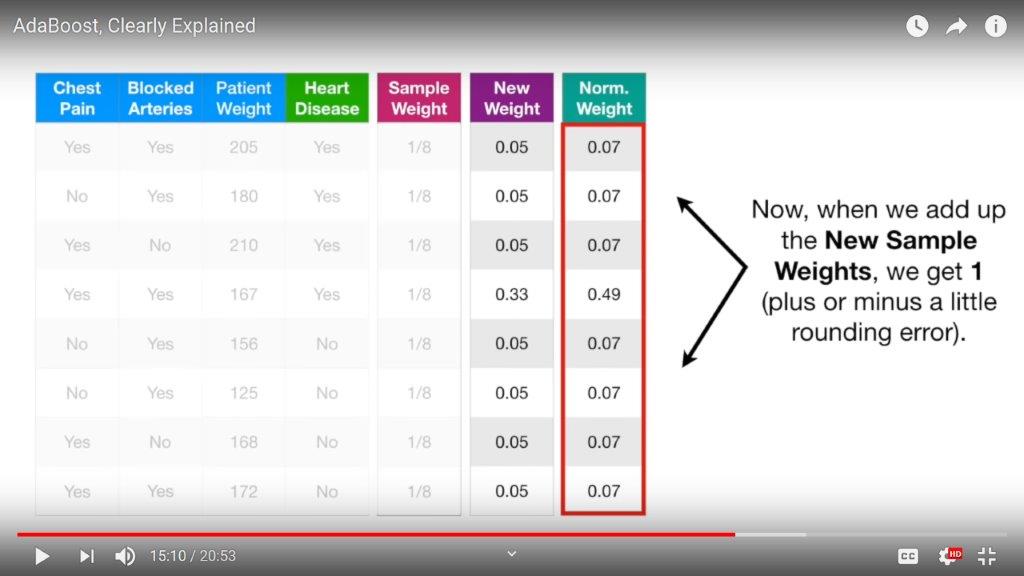 AdaBoost, Clearly Explained
Chest Pain Blocked Arteries Patient Weight Heart Disease Sample Weight New Weight Norm. Weight
Yes Yes 205 Yes 1/8 0.05 0.07
No Yes 180 Yes 1/8 0.05 0.07
Yes No 210 Yes 1/8 0.05 0.07
Yes Yes 167 Yes 1/8 0.33 0.49
No Yes 156 No 1/8 0.05 0.07
No Yes 125 No 1/8 0.05 0.07
Yes No 168 No 1/8 0.05 0.07
Yes Yes 172 No 1/8 0.05 0.07
Now, when we add up
the New Sample
Weights, we get 1
(plus or minus a little
rounding error).
15:10 / 20:53
CC
HD